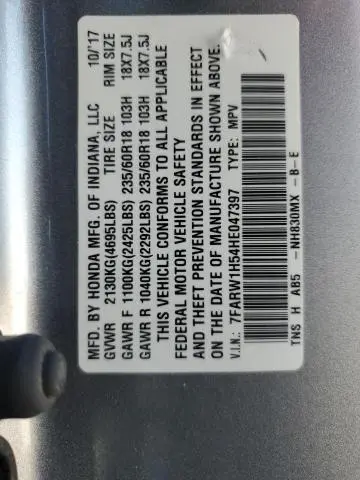 MFD. BY HONDA MFG. OF INDIANA, LLC 10/'17
GVWR 2130KG(4695LBS) TIRE SIZE RIM SIZE
GAWR F 1100KG(2425LBS) 235/60R18 103H 18X7.5J
GAWR R 1040KG(2292LBS) 235/60R18 103H 18X7.5J
THIS VEHICLE CONFORMS TO ALL APPLICABLE
FEDERAL MOTOR VEHICLE SAFETY
AND THEFT PREVENTION STANDARDS IN EFFECT
ON THE DATE OF MANUFACTURE SHOWN ABOVE.
V.I.N.: 7FARW1H54HE047397 TYPE: MPV
TNS H AB5 -NH830MX -B-E